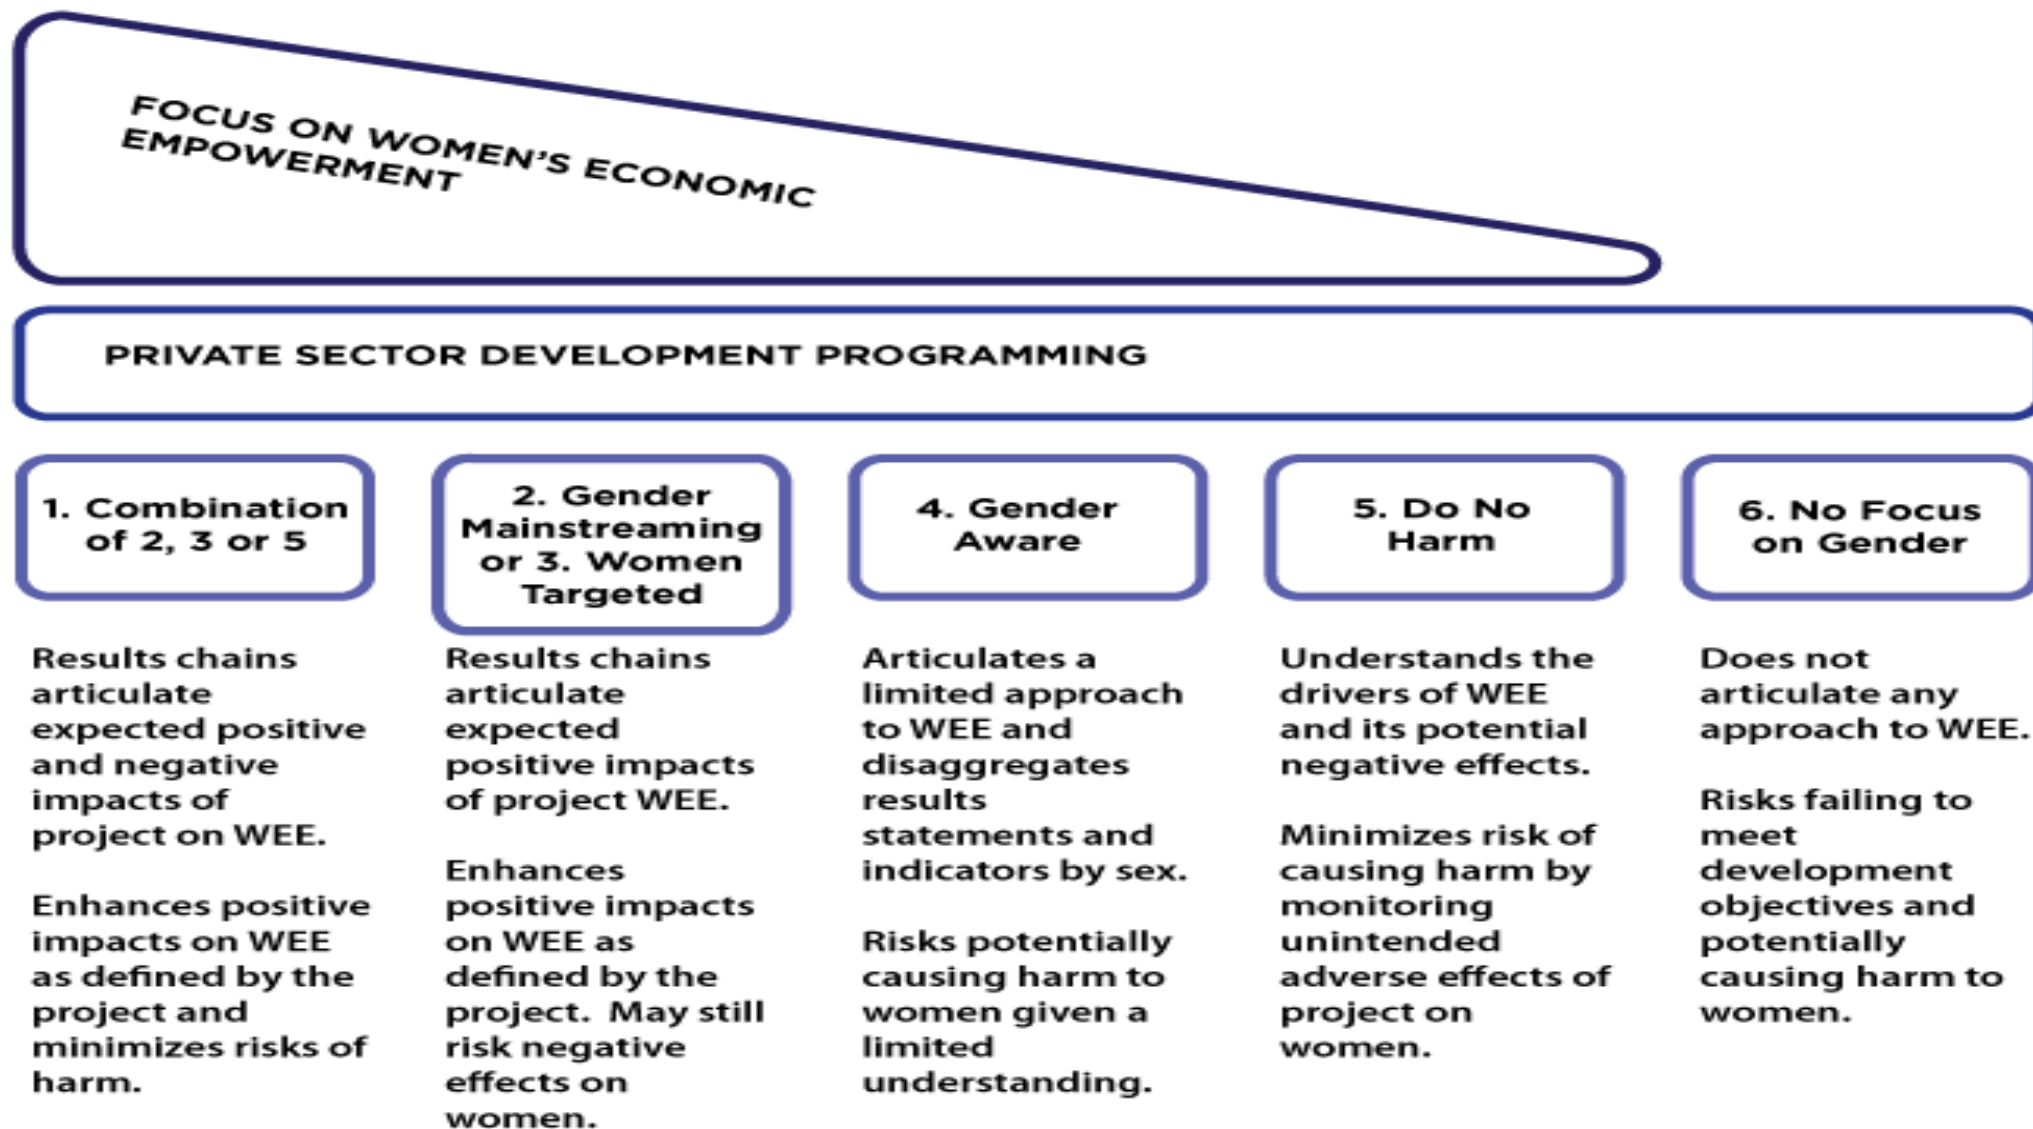 FOCUS ON WOMEN'S ECONOMIC
EMPOWERMENT
PRIVATE SECTOR DEVELOPMENT PROGRAMMING
1. Combination
of 2, 3 or 5
Results chains
articulate
expected positive
and negative
impacts of
project on WEE.
Enhances positive
impacts on WEE
as defined by the
project and
minimizes risks of
harm.
2. Gender
Mainstreaming
or 3. Women
Targeted
Results chains
articulate
expected
positive impacts
of project WEE.
Enhances
positive impacts
on WEE as
defined by the
project. May still
risk negative
effects on
women.
4. Gender
Aware
Articulates a
limited approach
to WEE and
disaggregates
results
statements and
indicators by sex.
Risks potentially
causing harm to
women given a
limited
understanding.
5. Do No
Harm
Understands the
drivers of WEE
and its potential
negative effects.
Minimizes risk of
causing harm by
monitoring
unintended
adverse effects of
project on
women.
6. No Focus
on Gender
Does not
articulate any
approach to WEE.
Risks failing to
meet
development
objectives and
potentially
causing harm to
women.